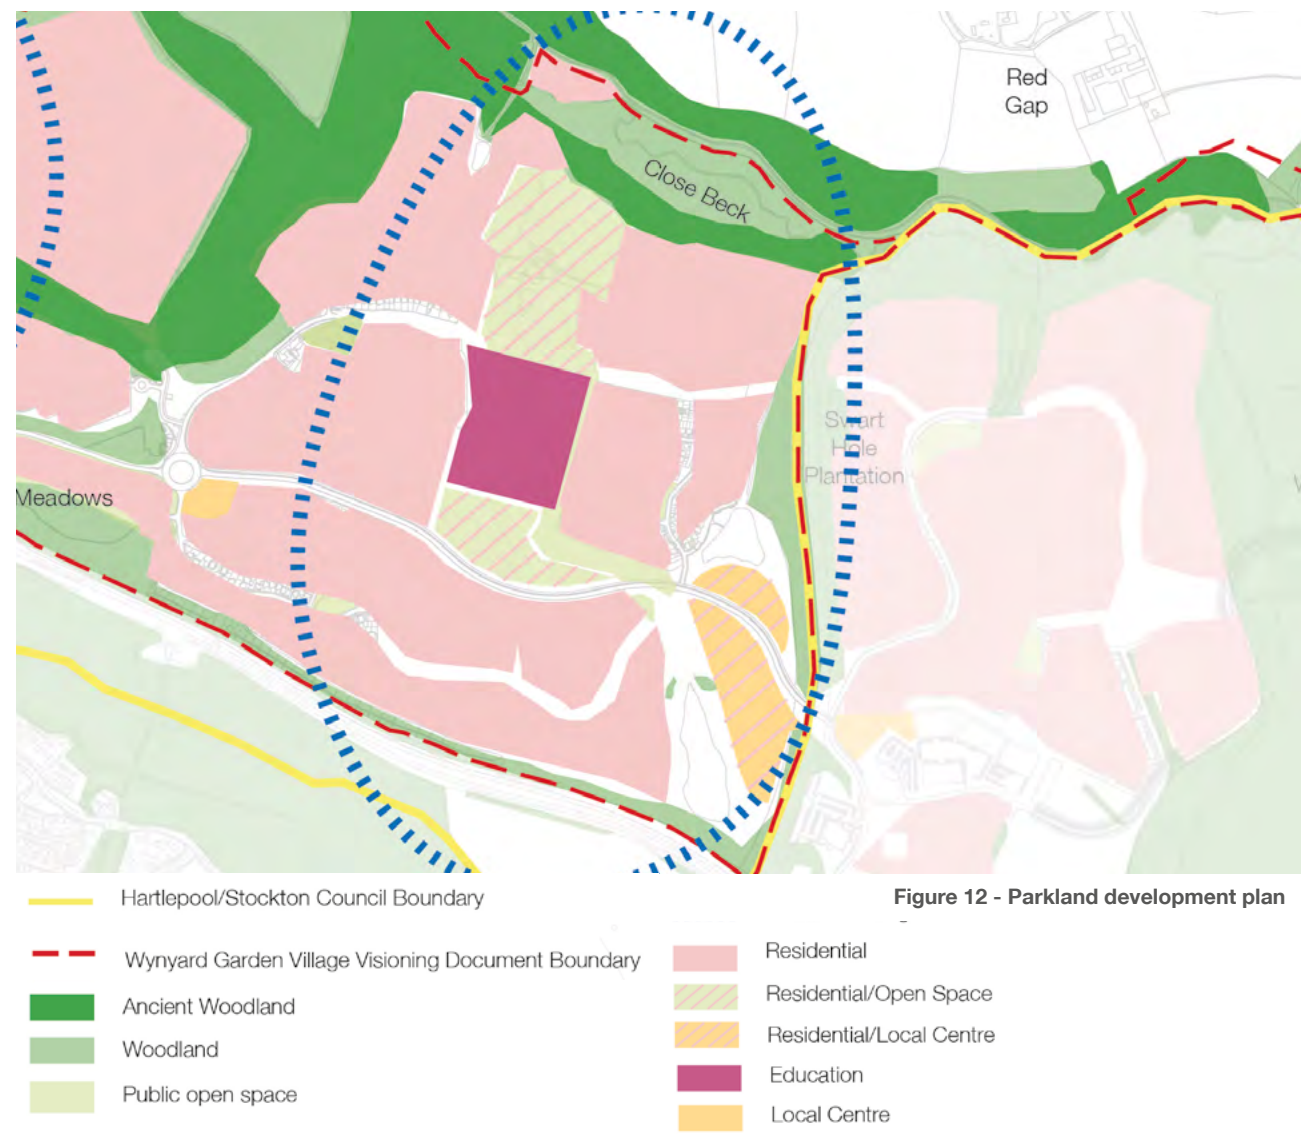 Red
Gap
Close Beck
Swart
Hole
Plantation
Meadows
Figure 12 - Parkland development plan
Hartlepool/Stockton Council Boundary
Wynyard Garden Village Visioning Document Boundary
Ancient Woodland
Woodland
Public open space
Residential
Residential/Open Space
Residential/Local Centre
Education
Local Centre